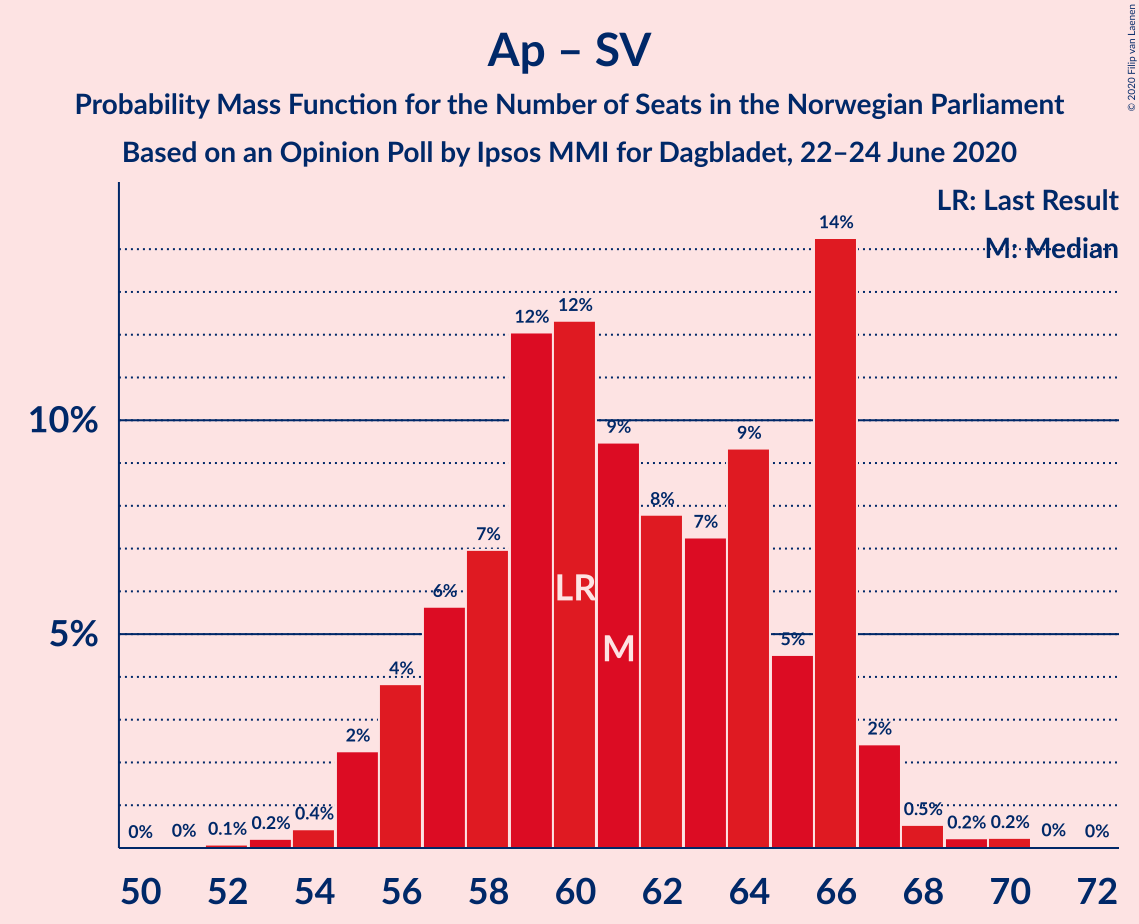 Ap – SV
Probability Mass Function for the Number of Seats in the Norwegian Parliament
Based on an Opinion Poll by Ipsos MMI for Dagbladet, 22–24 June 2020
© 2020 Filip van Laenen
LR: Last Result
M: Median
10%
5%
0%
0%
0.1%
0.2%
0.4%
2%
4%
6%
7%
12%
12%
9%
8%
7%
9%
5%
14%
2%
0.5%
0.2%
0.2%
0%
0%
LR
M
50 52 54 56 58 60 62 64 66 68 70 72